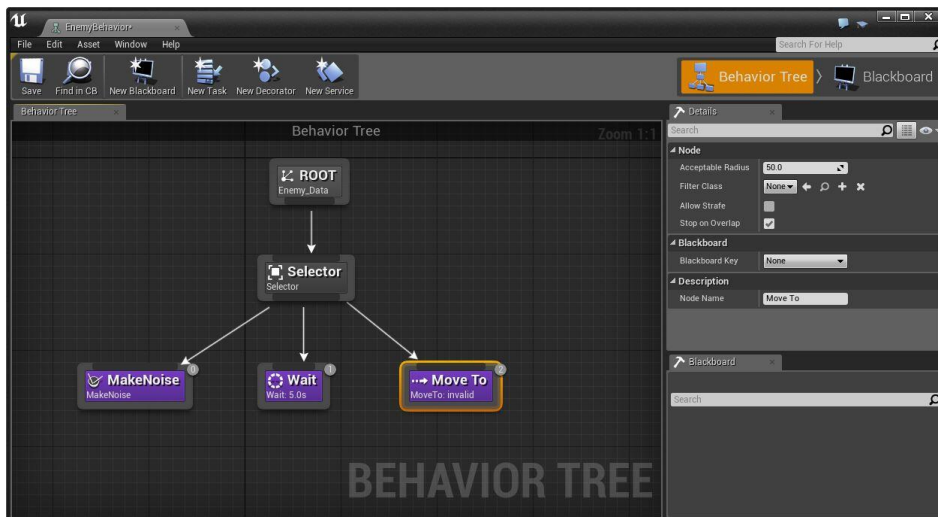 EnemyBehavior*
File Edit Asset Window Help
Search For Help
Save Find in CB New Blackboard New Task New Decorator New Service
Behavior Tree Blackboard
Behavior Tree
Details
Behavior Tree
Zoom 1:1
Search
Node
Acceptable Radius 50.0
Filter Class None
Allow Strafe
Stop on Overlap
Blackboard
Blackboard Key None
Description
Node Name Move To
Blackboard
Search
ROOT
Enemy_Data
Selector
Selector
0
MakeNoise
MakeNoise
1
Wait
Wait: 5.0s
2
Move To
MoveTo: invalid
BEHAVIOR TREE